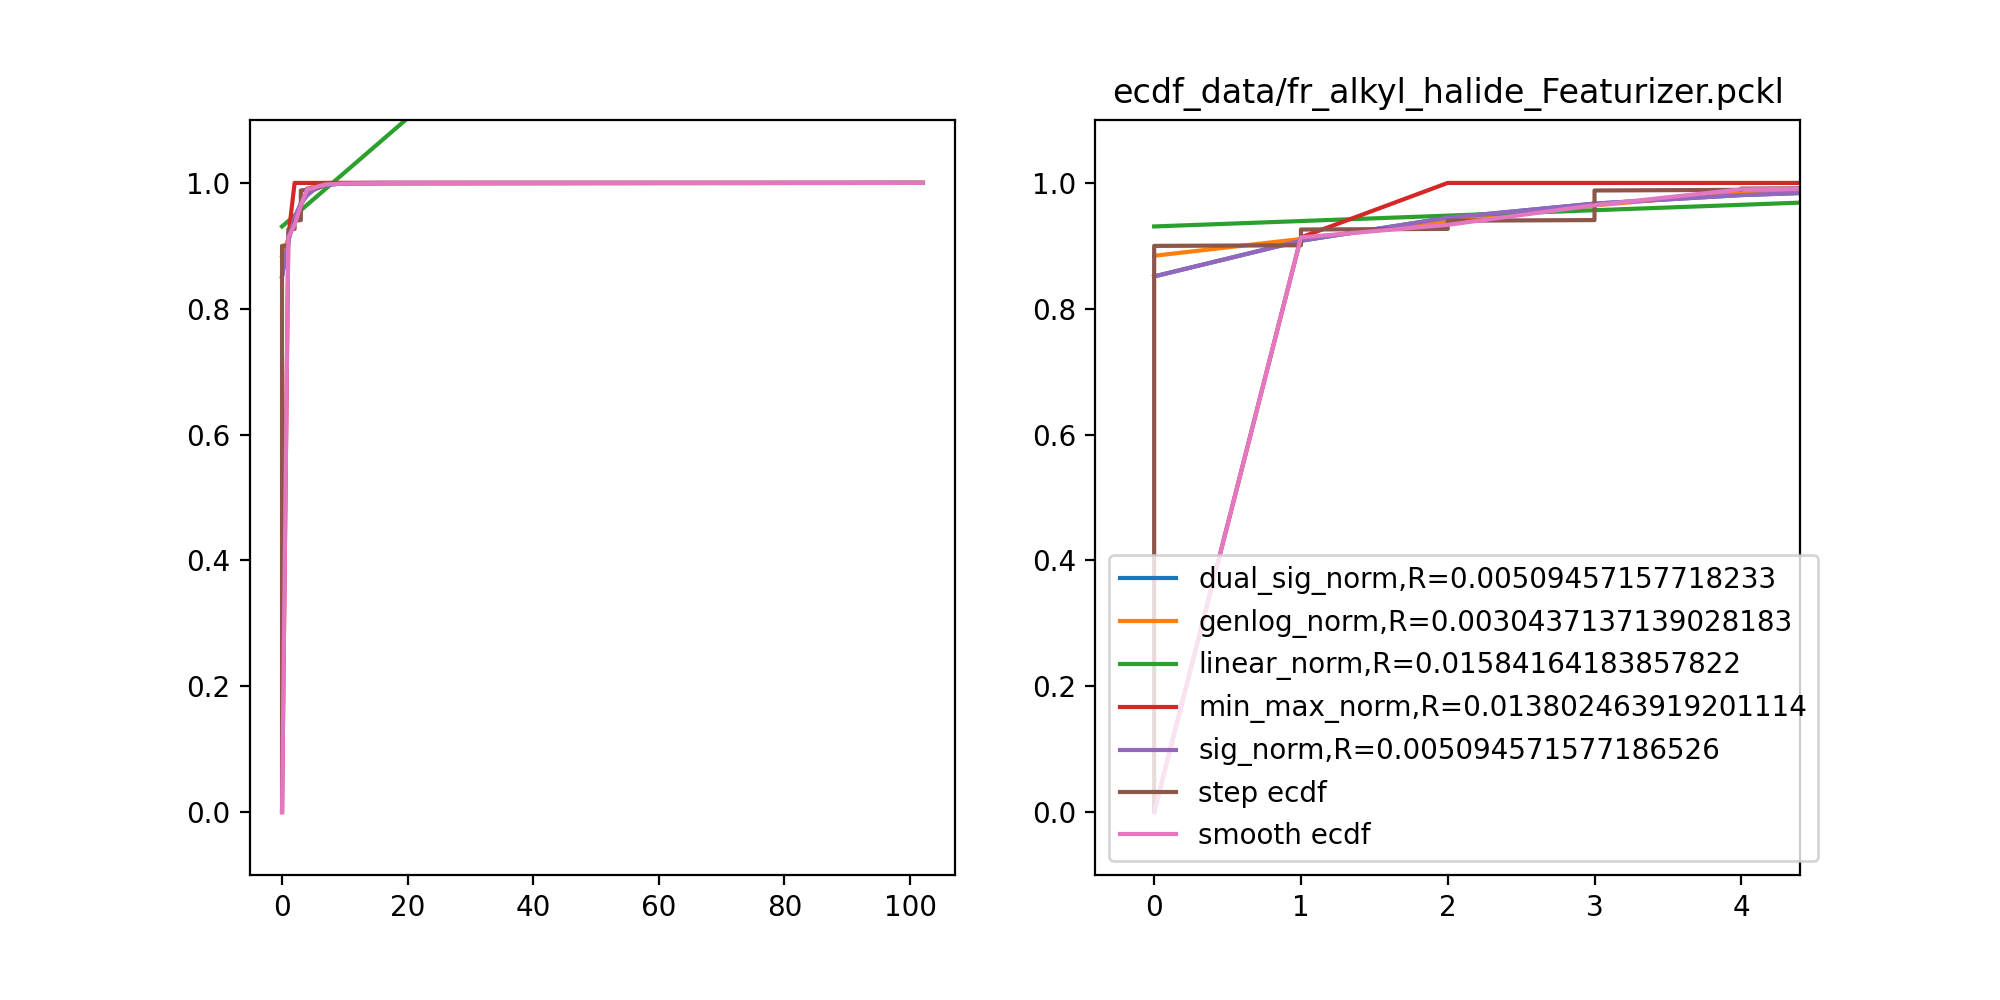 ecdf_data/fr_alkyl_halide_Featurizer.pckl
1.0
0.8
0.6
0.4
0.2
0.0
0 20 40 60 80 100
1.0
0.8
0.6
0.4
0.2
0.0
0 1 2 3 4
dual_sig_norm,R=0.00509457157718233
genlog_norm,R=0.0030437137139028183
linear_norm,R=0.01584164183857822
min_max_norm,R=0.013802463919201114
sig_norm,R=0.005094571577186526
step ecdf
smooth ecdf